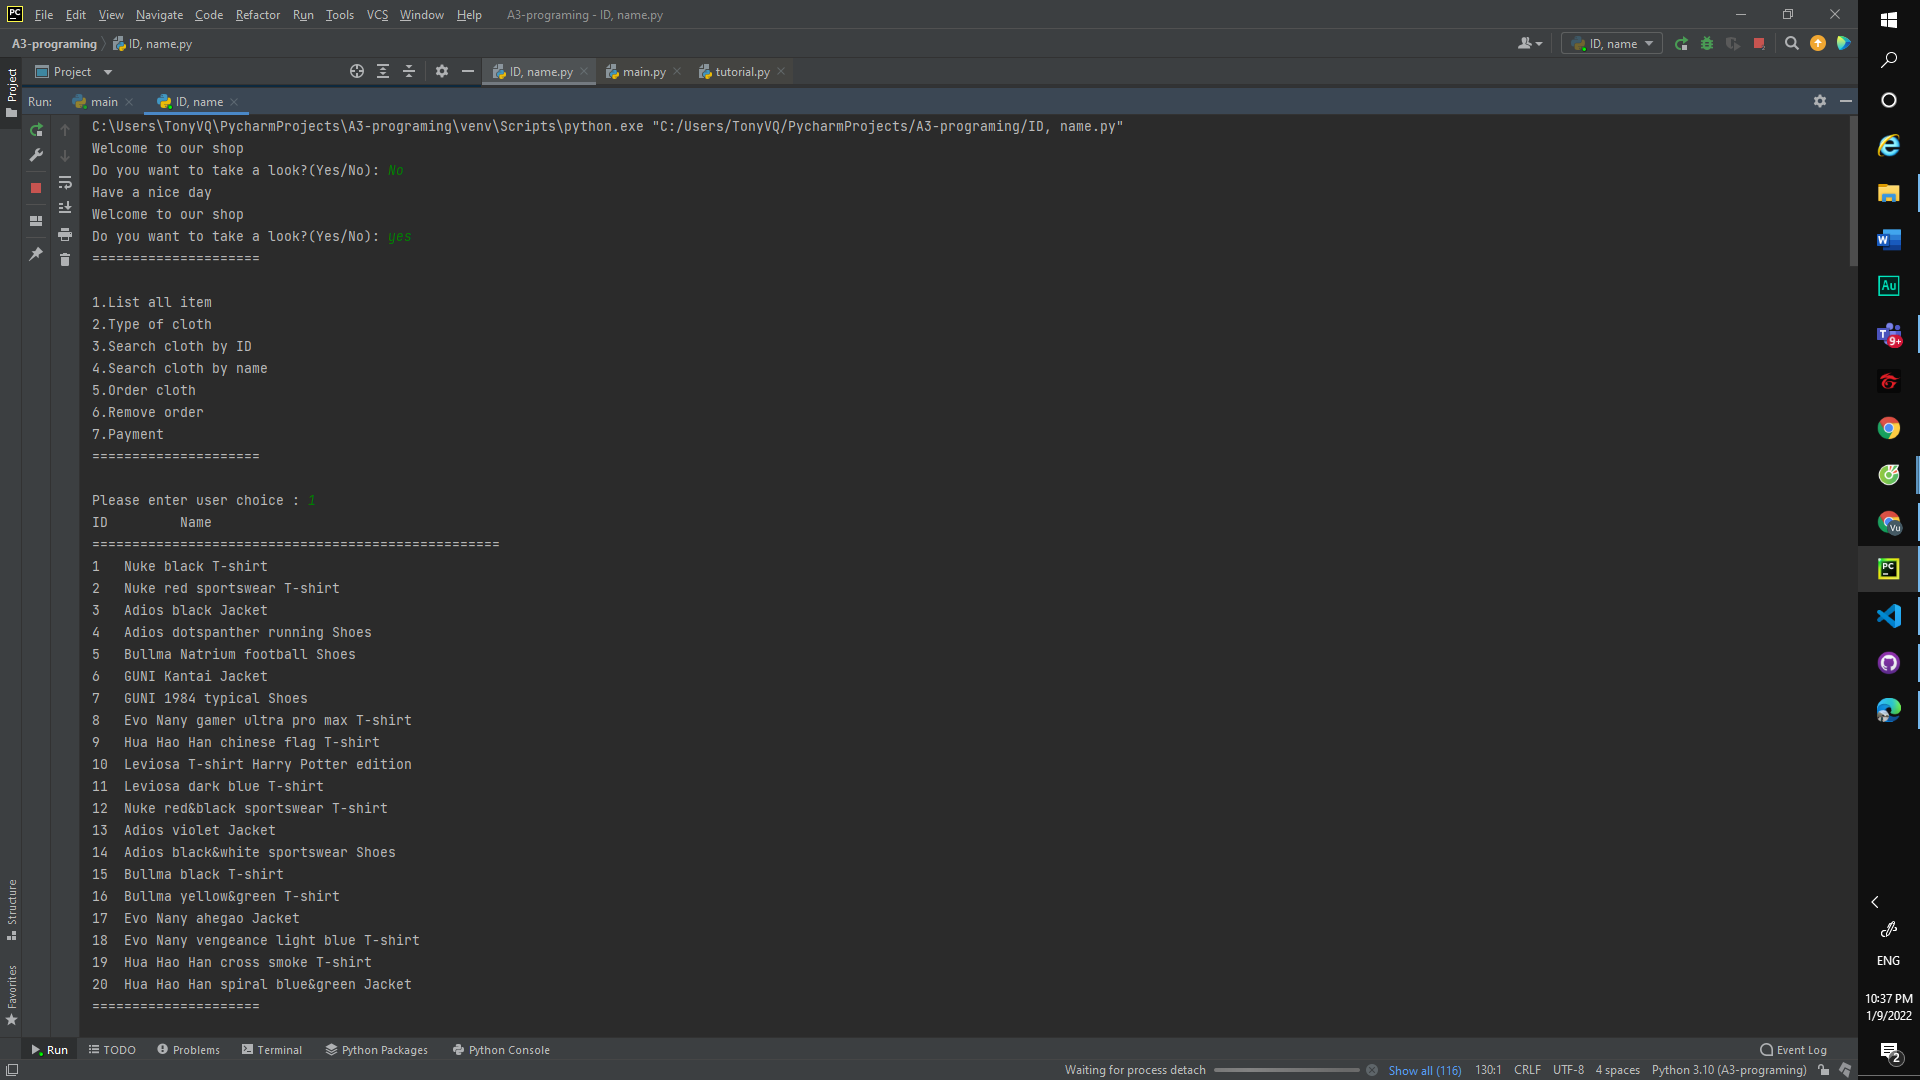 PC File Edit View Navigate Code Refactor Run Tools VCS Window Help A3-programing - ID, name.py
A3-programing ID, name.py ID, name
Project Project ID, name.py main.py tutorial.py
Run: main ID, name
C:\Users\TonyVQ\PycharmProjects\A3-programing\venv\Scripts\python.exe "C:/Users/TonyVQ/PycharmProjects/A3-programing/ID, name.py"
Welcome to our shop
Do you want to take a look?(Yes/No): No
Have a nice day
Welcome to our shop
Do you want to take a look?(Yes/No): yes
=====================
1.List all item
2.Type of cloth
3.Search cloth by ID
4.Search cloth by name
5.Order cloth
6.Remove order
7.Payment
=====================
Please enter user choice : 1
ID Name
===================================================
1 Nuke black T-shirt
2 Nuke red sportswear T-shirt
3 Adios black Jacket
4 Adios dotspanther running Shoes
5 Bullma Natrium football Shoes
6 GUNI Kantai Jacket
7 GUNI 1984 typical Shoes
8 Evo Nany gamer ultra pro max T-shirt
9 Hua Hao Han chinese flag T-shirt
10 Leviosa T-shirt Harry Potter edition
11 Leviosa dark blue T-shirt
12 Nuke red&black sportswear T-shirt
13 Adios violet Jacket
14 Adios black&white sportswear Shoes
15 Bullma black T-shirt
16 Bullma yellow&green T-shirt
17 Evo Nany ahegao Jacket
18 Evo Nany vengeance light blue T-shirt
19 Hua Hao Han cross smoke T-shirt
20 Hua Hao Han spiral blue&green Jacket
=====================
Structure
Favorites
Run TODO Problems Terminal Python Packages Python Console Event Log
Waiting for process detach Show all (116) 130:1 CRLF UTF-8 4 spaces Python 3.10 (A3-programing)
W
Au
T 9+
Vu
PC
ENG
10:37 PM
1/9/2022
2